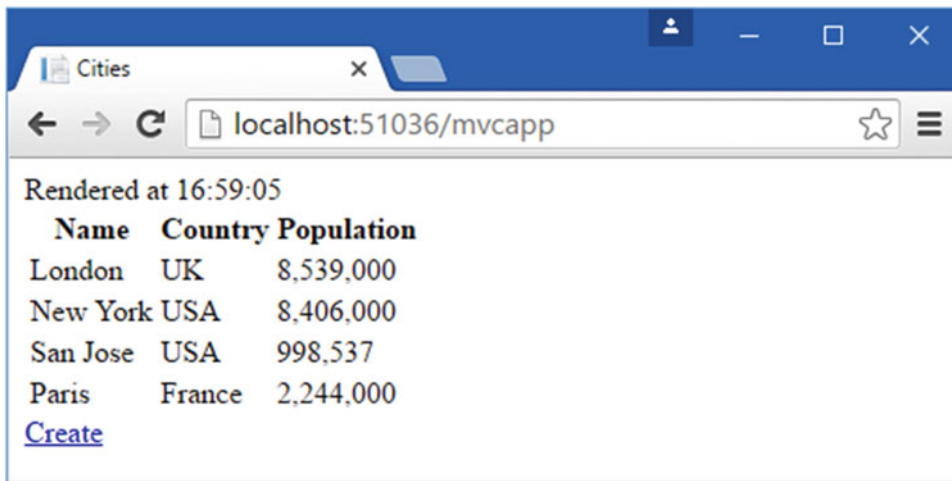 Cities
localhost:51036/mvcapp
Rendered at 16:59:05
Name Country Population
London UK 8,539,000
New York USA 8,406,000
San Jose USA 998,537
Paris France 2,244,000
Create